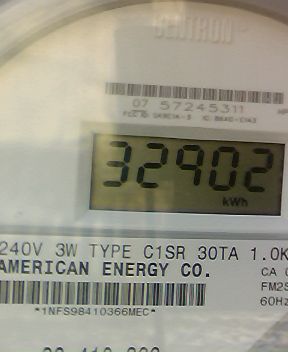 CENTRON
07 57245311
32902
kWh
240V 3W TYPE C1SR 30TA 1.0K
AMERICAN ENERGY CO.
CA
FM2S
60Hz
*1NFS98410366MEC*